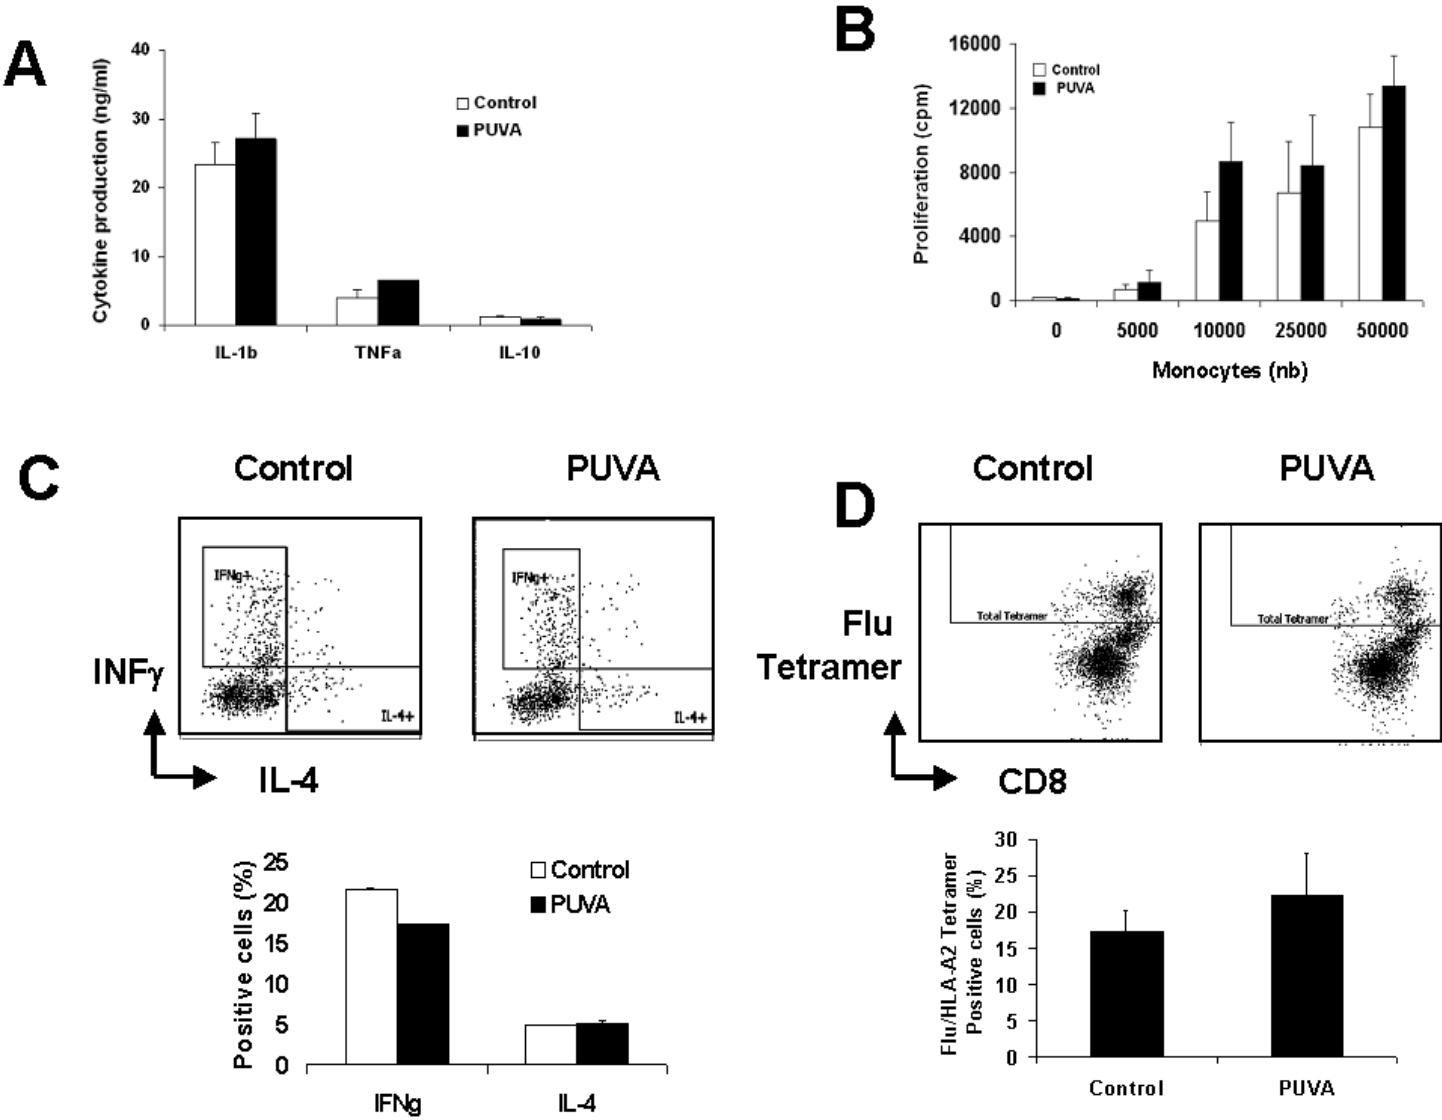 A
Cytokine production (ng/ml)
40
30
20
10
0
Control
PUVA
IL-1b TNFa IL-10
B
Proliferation (cpm)
16000
12000
8000
4000
0
Control
PUVA
0 5000 10000 25000 50000
Monocytes (nb)
C
Control PUVA
IFNg+ IFNg+
INFγ
IL-4+ IL-4+
IL-4
Positive cells (%)
25
20
15
10
5
0
Control
PUVA
IFNg IL-4
D
Control PUVA
Flu
Tetramer
Total Tetramer Total Tetramer
CD8
Flu/HLA-A2 Tetramer
Positive cells (%)
30
25
20
15
10
5
0
Control PUVA